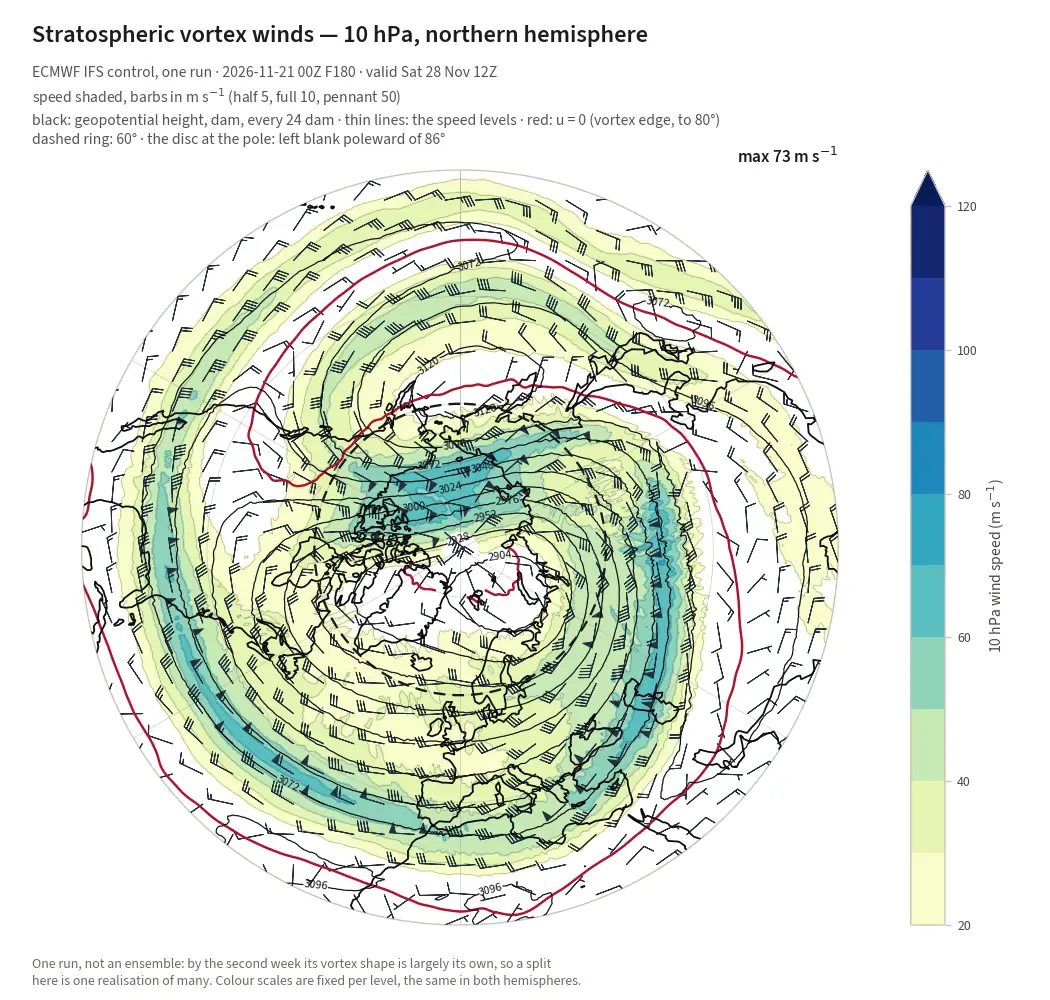 Stratospheric vortex winds — 10 hPa, northern hemisphere
ECMWF IFS control, one run · 2026-11-21 00Z F180 · valid Sat 28 Nov 12Z
speed shaded, barbs in m s⁻¹ (half 5, full 10, pennant 50)
black: geopotential height, dam, every 24 dam · thin lines: the speed levels · red: u = 0 (vortex edge, to 80°)
dashed ring: 60° · the disc at the pole: left blank poleward of 86°
max 73 m s⁻¹
120
100
80
60
40
20
10 hPa wind speed (m s⁻¹)
3072
3072
3120
3096
3072
3048
3024
3000
2976
2952
2928
2904
3072
3096
3096
One run, not an ensemble: by the second week its vortex shape is largely its own, so a split
here is one realisation of many. Colour scales are fixed per level, the same in both hemispheres.